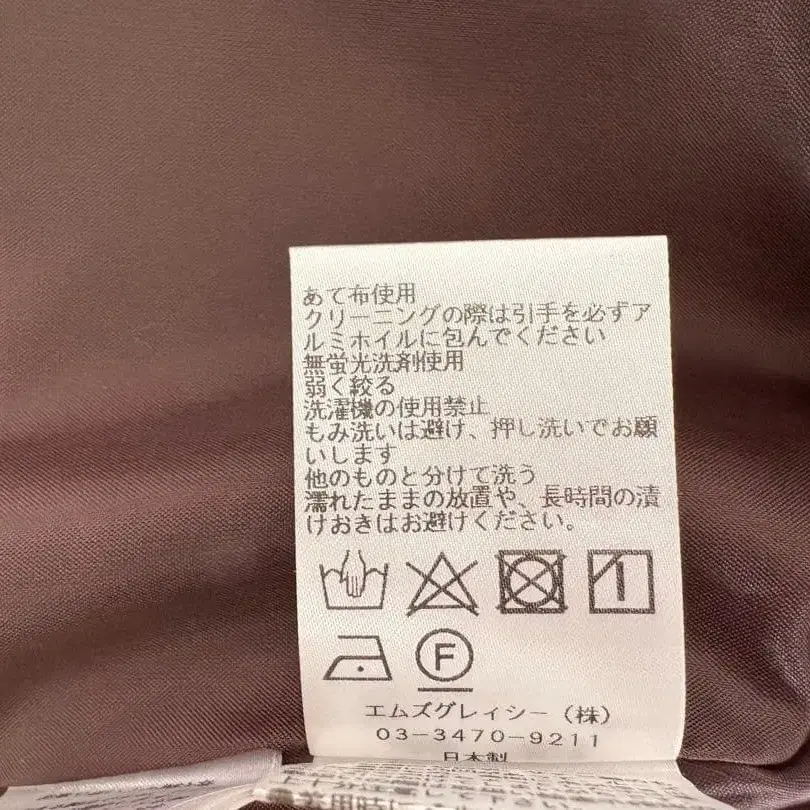 あて布使用
クリーニングの際は引手を必ずア
ルミホイルに包んでください
無蛍光洗剤使用
弱く絞る
洗濯機の使用禁止
もみ洗いは避け、押し洗いでお願
いします
他のものと分けて洗う
濡れたままの放置や、長時間の漬
けおきはお避けください。
F
エムズグレィシー（株）
03-3470-9211
日本製